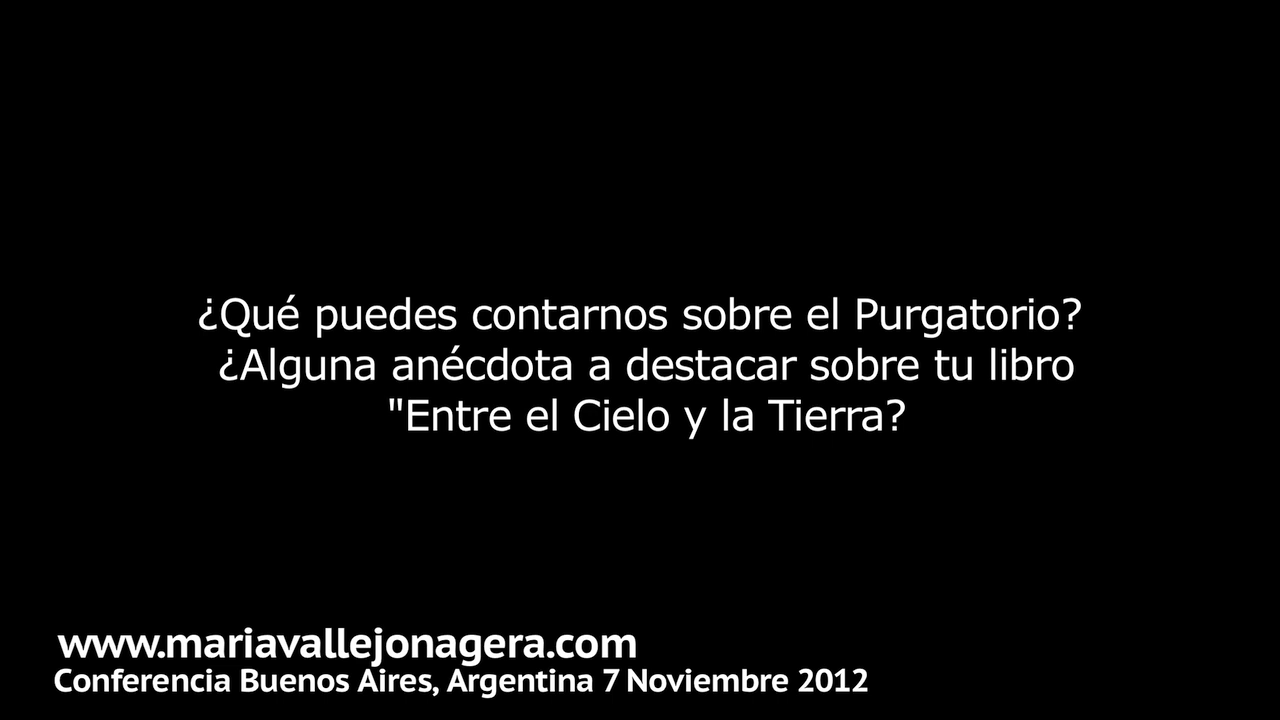 ¿Qué puedes contarnos sobre el Purgatorio?
¿Alguna anécdota a destacar sobre tu libro
"Entre el Cielo y la Tierra?
www.mariavallejonagera.com
Conferencia Buenos Aires, Argentina 7 Noviembre 2012